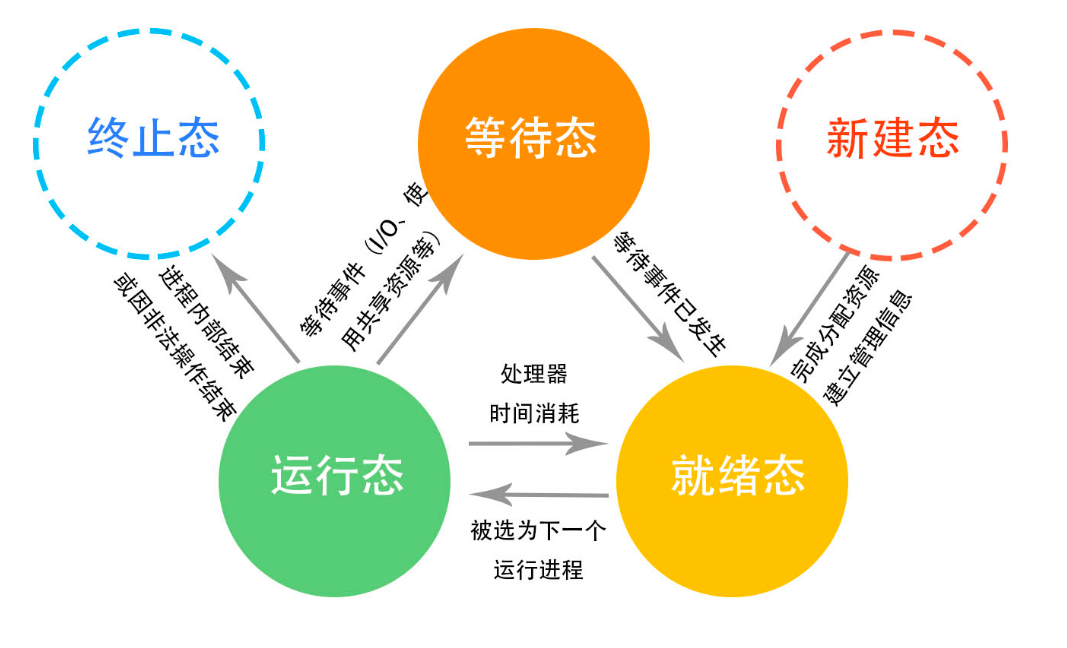 终止态
等待态
新建态
等待事件（I/O、使
用共享资源等）
等待事件已发生
完成分配资源
建立管理信息
进程内部结束
或因非法操作结束
处理器
时间消耗
运行态
就绪态
被选为下一个
运行进程